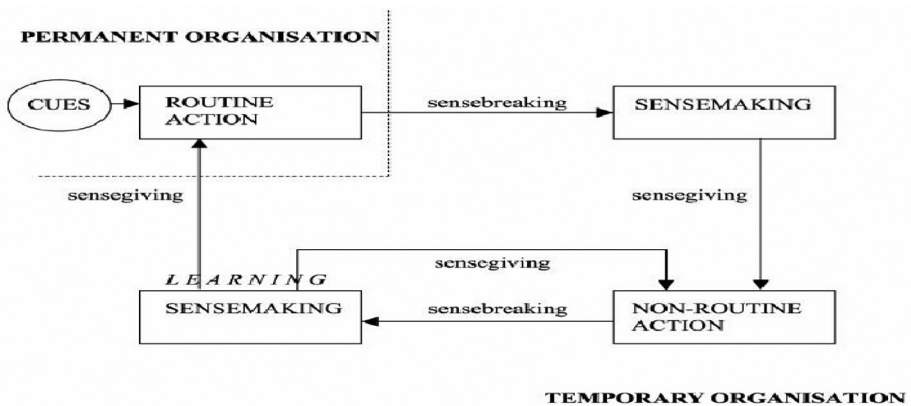 PERMANENT ORGANISATION
CUES
ROUTINE
ACTION
sensebreaking
SENSEMAKING
sensegiving
sensegiving
sensegiving
LEARNING
SENSEMAKING
sensebreaking
NON-ROUTINE
ACTION
TEMPORARY ORGANISATION